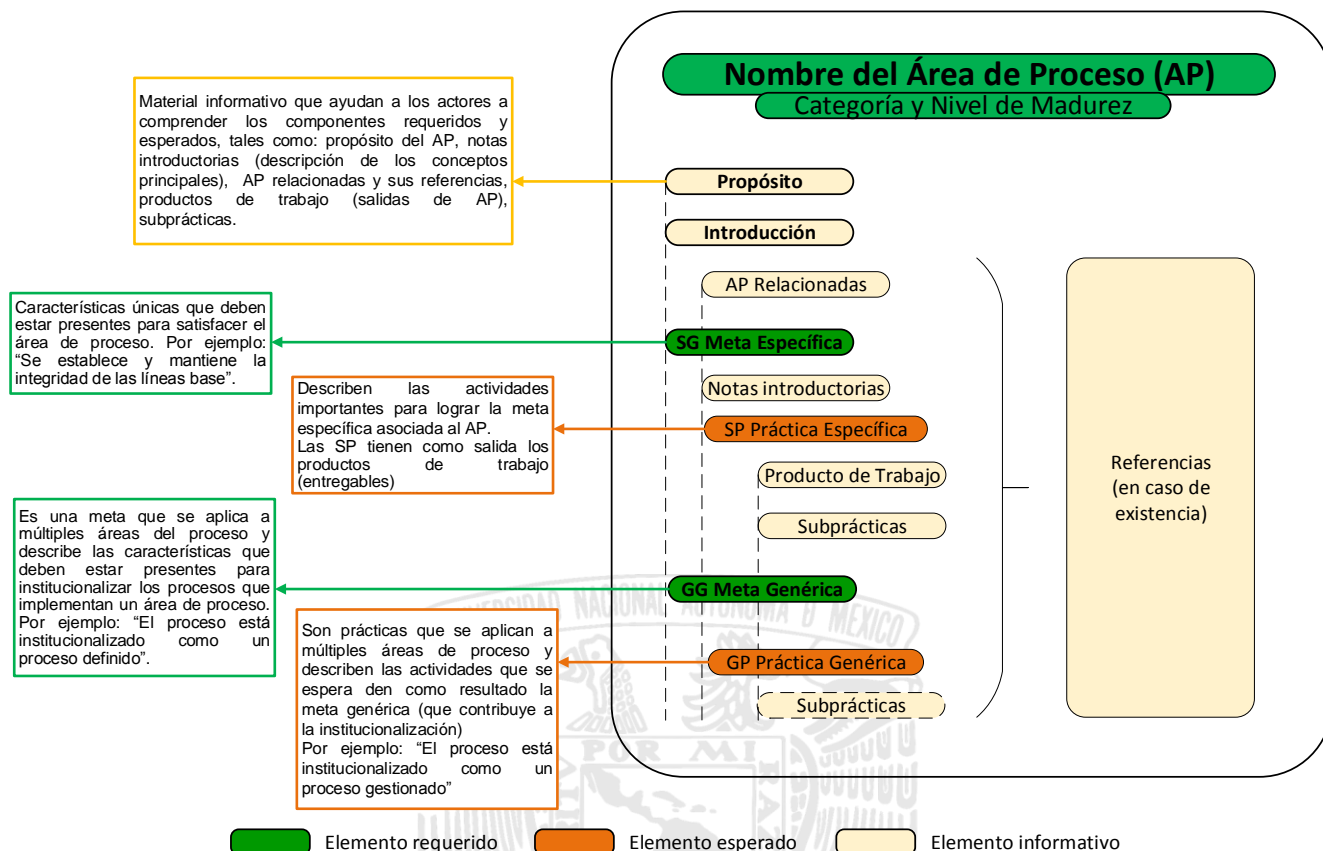 Nombre del Área de Proceso (AP)
Categoría y Nivel de Madurez
Material informativo que ayudan a los actores a
comprender los componentes requeridos y
esperados, tales como: propósito del AP, notas
introductorias (descripción de los conceptos
principales), AP relacionadas y sus referencias,
productos de trabajo (salidas de AP),
subprácticas.
Propósito
Introducción
AP Relacionadas
Características únicas que deben
estar presentes para satisfacer el
área de proceso. Por ejemplo:
“Se establece y mantiene la
integridad de las líneas base”.
SG Meta Específica
Notas introductorias
Describen las actividades
importantes para lograr la meta
específica asociada al AP.
Las SP tienen como salida los
productos de trabajo
(entregables)
SP Práctica Específica
Producto de Trabajo
Subprácticas
Referencias
(en caso de
existencia)
Es una meta que se aplica a
múltiples áreas del proceso y
describe las características que
deben estar presentes para
institucionalizar los procesos que
implementan un área de proceso.
Por ejemplo: “El proceso está
institucionalizado como un
proceso definido”.
GG Meta Genérica
UNIVERSIDAD NACIONAL AUTÓNOMA D MEXICO
Son prácticas que se aplican a
múltiples áreas de proceso y
describen las actividades que se
espera den como resultado la
meta genérica (que contribuye a
la institucionalización)
Por ejemplo: “El proceso está
institucionalizado como un
proceso gestionado”
GP Práctica Genérica
Subprácticas
POR MI RAZ
Elemento requerido
Elemento esperado
Elemento informativo